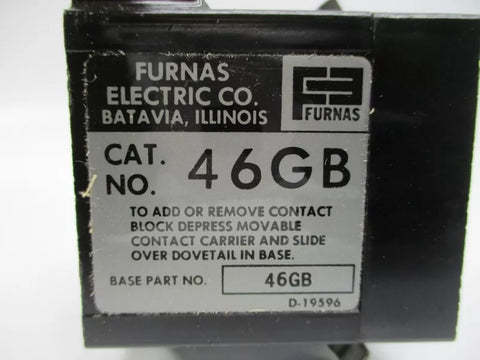 FURNAS
ELECTRIC CO.
BATAVIA, ILLINOIS
FURNAS
CAT.
NO. 46GB
TO ADD OR REMOVE CONTACT
BLOCK DEPRESS MOVABLE
CONTACT CARRIER AND SLIDE
OVER DOVETAIL IN BASE.
BASE PART NO. 46GB
D-19596